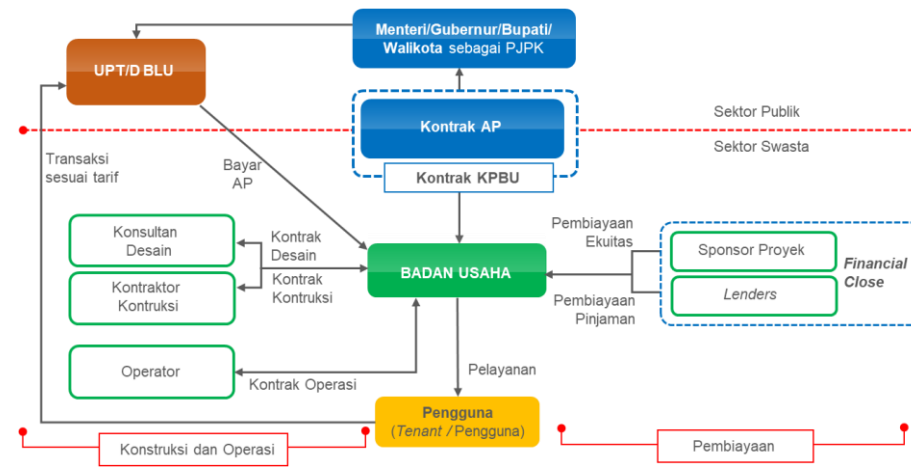 Menteri/Gubernur/Bupati/
Walikota sebagai PJPK
UPT/D BLU
Kontrak AP
Sektor Publik
Sektor Swasta
Transaksi
sesuai tarif
Bayar
AP
Kontrak KPBU
Konsultan
Desain
Kontrak
Desain
Kontraktor
Kontruksi
Kontrak
Kontruksi
BADAN USAHA
Pembiayaan
Ekuitas
Pembiayaan
Pinjaman
Sponsor Proyek
Lenders
Financial
Close
Operator
Kontrak Operasi
Pelayanan
Pengguna
(Tenant / Pengguna)
Konstruksi dan Operasi
Pembiayaan